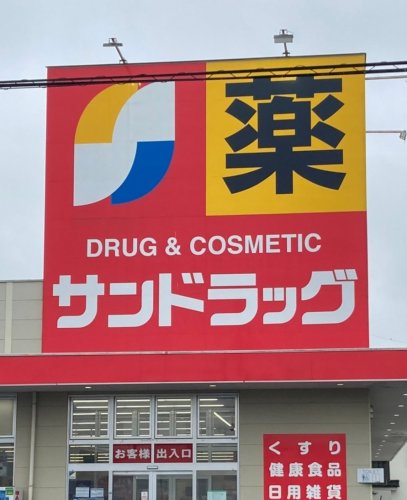 薬
DRUG & COSMETIC
サンドラッグ
お客様 出入口
くすり
健康食品
日用雑貨